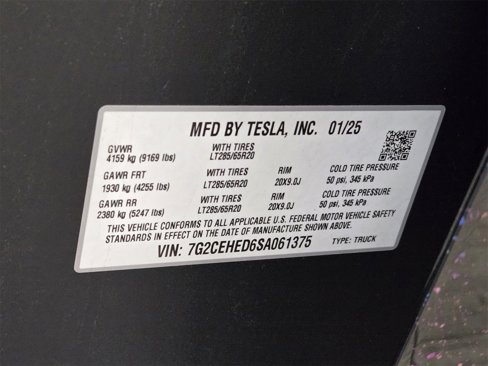 MFD BY TESLA, INC. 01/25
GVWR WITH TIRES
4159 kg (9169 lbs) LT285/65R20
GAWR FRT WITH TIRES RIM COLD TIRE PRESSURE
1930 kg (4255 lbs) LT285/65R20 20X9.0J 50 psi, 345 kPa
GAWR RR WITH TIRES RIM COLD TIRE PRESSURE
2380 kg (5247 lbs) LT285/65R20 20X9.0J 50 psi, 345 kPa
THIS VEHICLE CONFORMS TO ALL APPLICABLE U.S. FEDERAL MOTOR VEHICLE SAFETY
STANDARDS IN EFFECT ON THE DATE OF MANUFACTURE SHOWN ABOVE.
VIN: 7G2CEHED6SA061375 TYPE: TRUCK